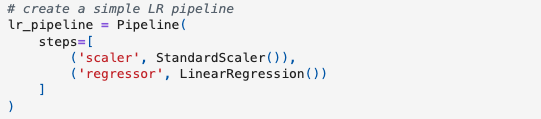 # create a simple LR pipeline
lr_pipeline = Pipeline(
    steps=[
        ('scaler', StandardScaler()),
        ('regressor', LinearRegression())
    ]
)